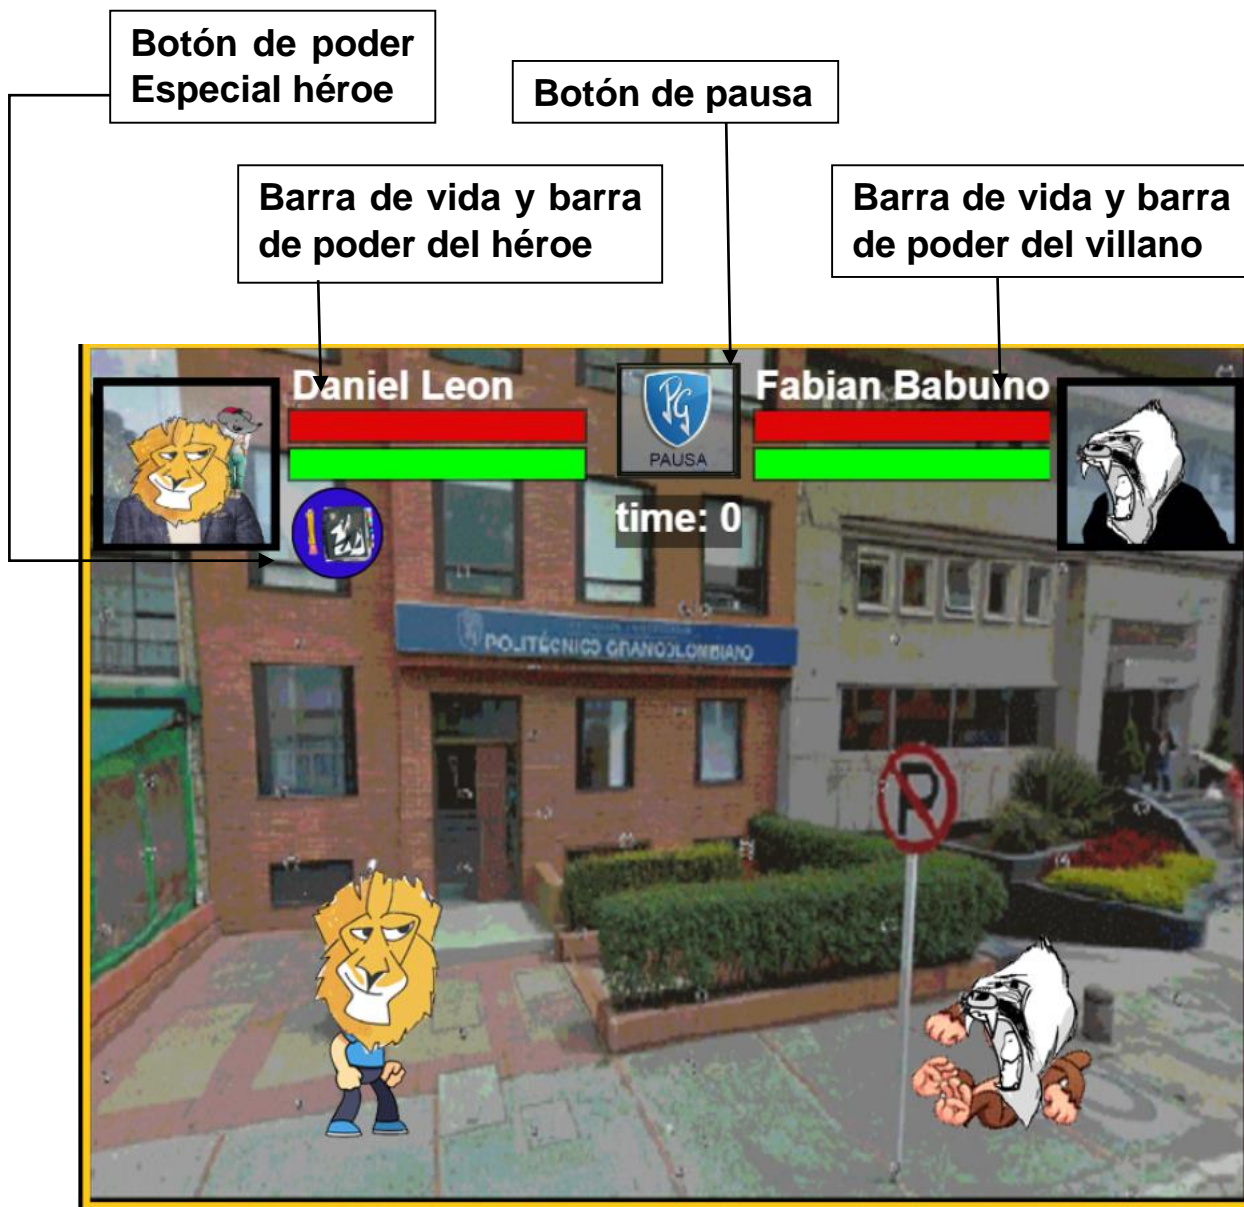 Botón de poder
Especial héroe
Botón de pausa
Barra de vida y barra
de poder del héroe
Barra de vida y barra
de poder del villano
Daniel Leon
Fabian Babuino
PG
PAUSA
time: 0
POLITÉCNICO GRANCOLOMBIANO
P